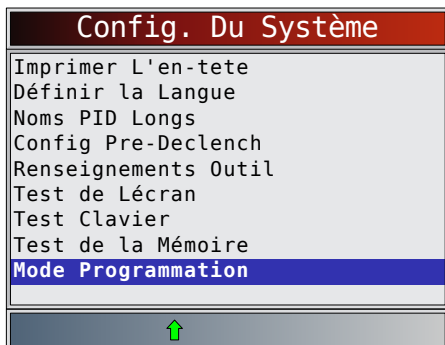 Config. Du Système
Imprimer L'en-tete
Définir la Langue
Noms PID Longs
Config Pre-Declench
Renseignements Outil
Test de Lécran
Test Clavier
Test de la Mémoire
Mode Programmation